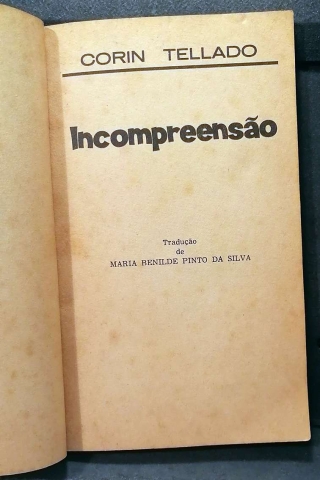 CORIN TELLADO
Incompreensão
Tradução
de
MARIA BENILDE PINTO DA SILVA